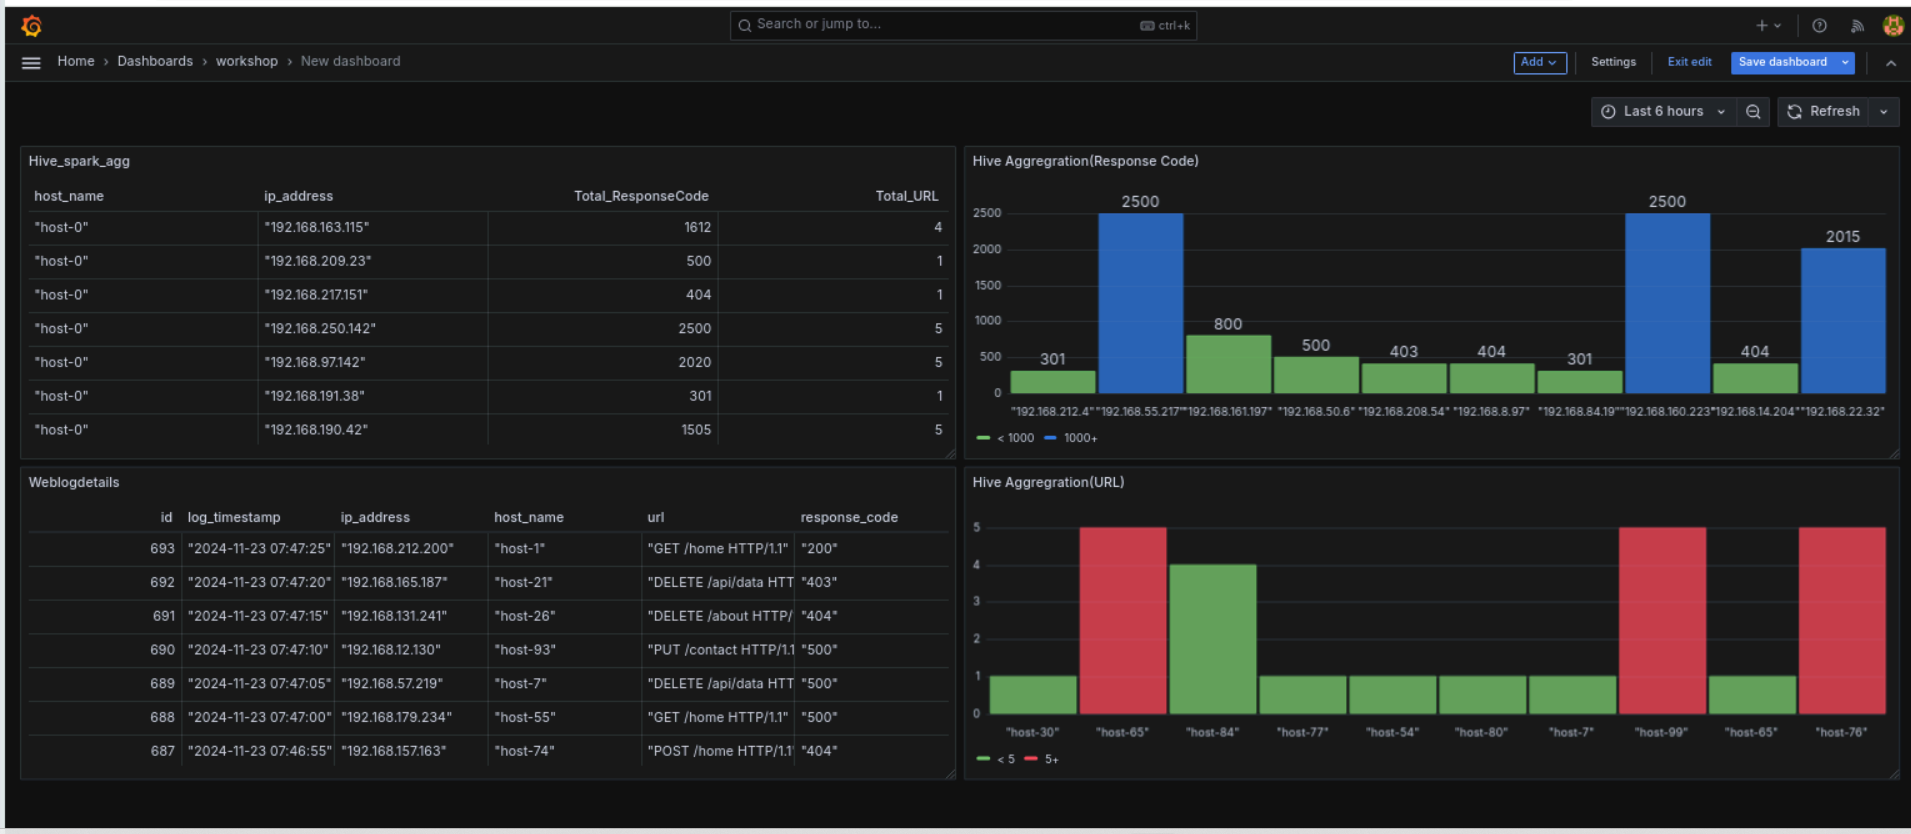 Search or jump to... ctrl+k
Home › Dashboards › workshop › New dashboard Add Settings Exit edit Save dashboard
Last 6 hours Refresh
Hive_spark_agg
host_name ip_address Total_ResponseCode Total_URL
"host-0" "192.168.163.115" 1612 4
"host-0" "192.168.209.23" 500 1
"host-0" "192.168.217.151" 404 1
"host-0" "192.168.250.142" 2500 5
"host-0" "192.168.97.142" 2020 5
"host-0" "192.168.191.38" 301 1
"host-0" "192.168.190.42" 1505 5
Hive Aggregration(Response Code)
2500 2500
2500
2015
2000
1500
1000
800
500
500
301 403 404 301 404
0
"192.168.212.4" "192.168.55.217" "192.168.161.197" "192.168.50.6" "192.168.208.54" "192.168.8.97" "192.168.84.19" "192.168.160.223" "192.168.14.204" "192.168.22.32"
< 1000 1000+
Weblogdetails
id log_timestamp ip_address host_name url response_code
693 "2024-11-23 07:47:25" "192.168.212.200" "host-1" "GET /home HTTP/1.1" "200"
692 "2024-11-23 07:47:20" "192.168.165.187" "host-21" "DELETE /api/data HTT "403"
691 "2024-11-23 07:47:15" "192.168.131.241" "host-26" "DELETE /about HTTP/ "404"
690 "2024-11-23 07:47:10" "192.168.12.130" "host-93" "PUT /contact HTTP/1.1 "500"
689 "2024-11-23 07:47:05" "192.168.57.219" "host-7" "DELETE /api/data HTT "500"
688 "2024-11-23 07:47:00" "192.168.179.234" "host-55" "GET /home HTTP/1.1" "500"
687 "2024-11-23 07:46:55" "192.168.157.163" "host-74" "POST /home HTTP/1.1" "404"
Hive Aggregration(URL)
5
4
3
2
1
0
"host-30" "host-65" "host-84" "host-77" "host-54" "host-80" "host-7" "host-99" "host-65" "host-76"
< 5 5+